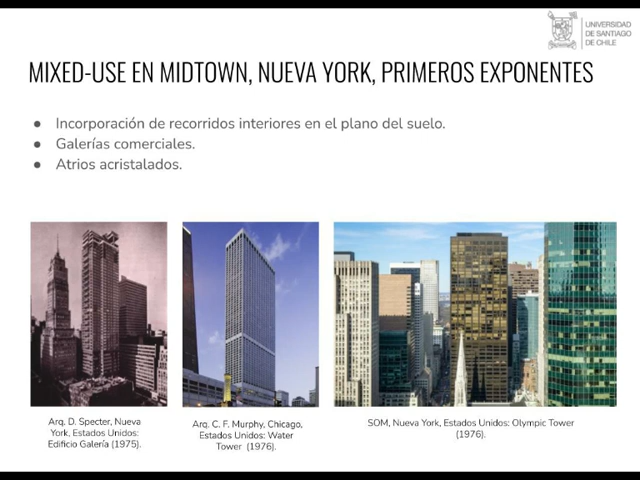 UNIVERSIDAD
DE SANTIAGO
DE CHILE
MIXED-USE EN MIDTOWN, NUEVA YORK, PRIMEROS EXPONENTES
● Incorporación de recorridos interiores en el plano del suelo.
● Galerías comerciales.
● Atrios acristalados.
Arq. D. Specter, Nueva
York, Estados Unidos:
Edificio Galería (1975).
Arq. C. F. Murphy, Chicago,
Estados Unidos: Water
Tower (1976).
SOM, Nueva York, Estados Unidos: Olympic Tower
(1976).